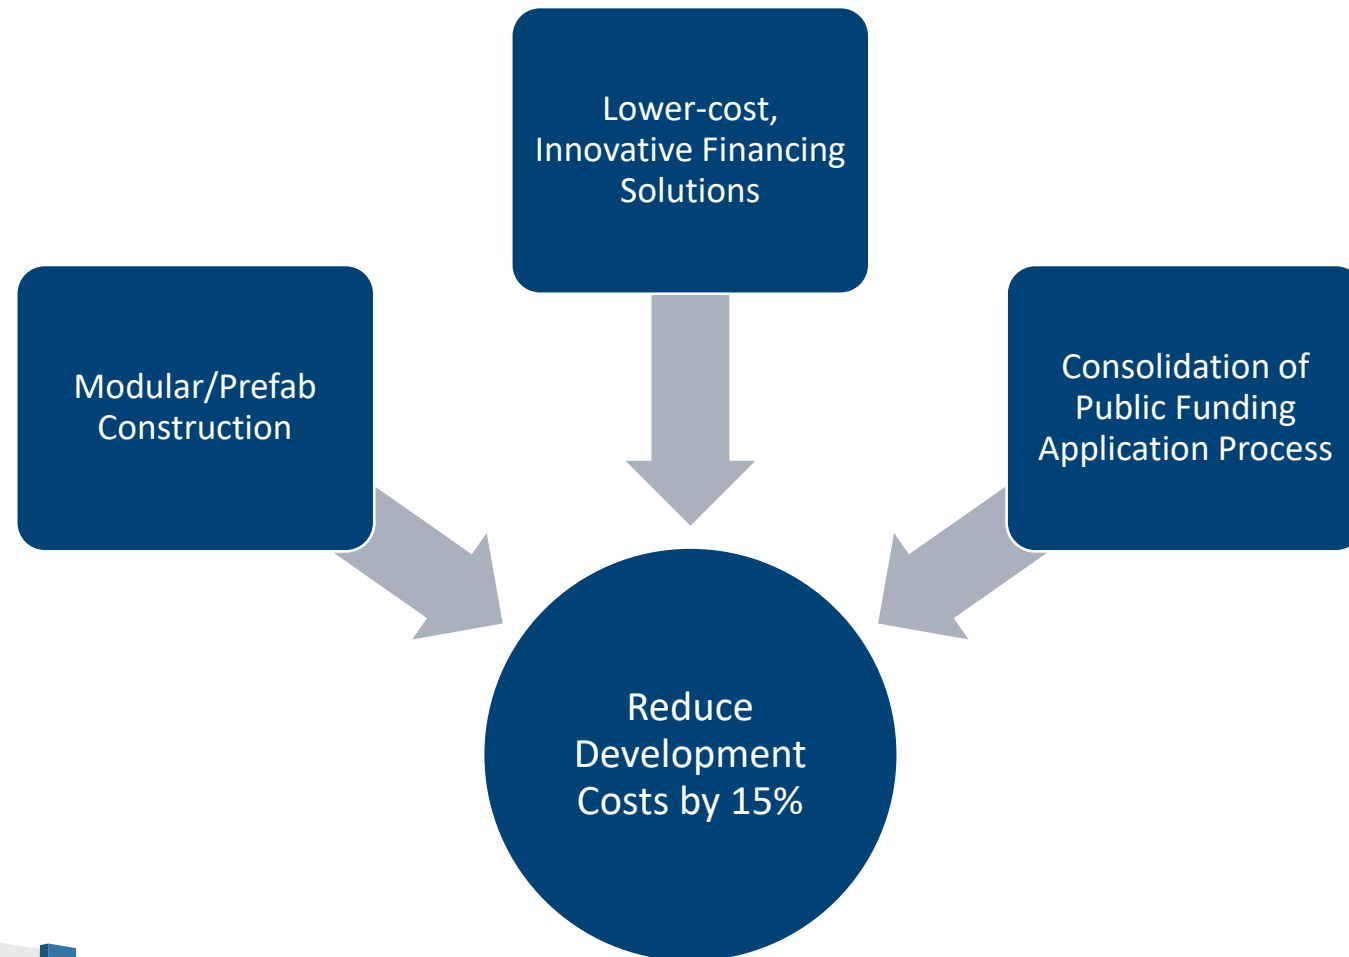 Lower-cost,
Innovative Financing
Solutions
Modular/Prefab
Construction
Consolidation of
Public Funding
Application Process
Reduce
Development
Costs by 15%